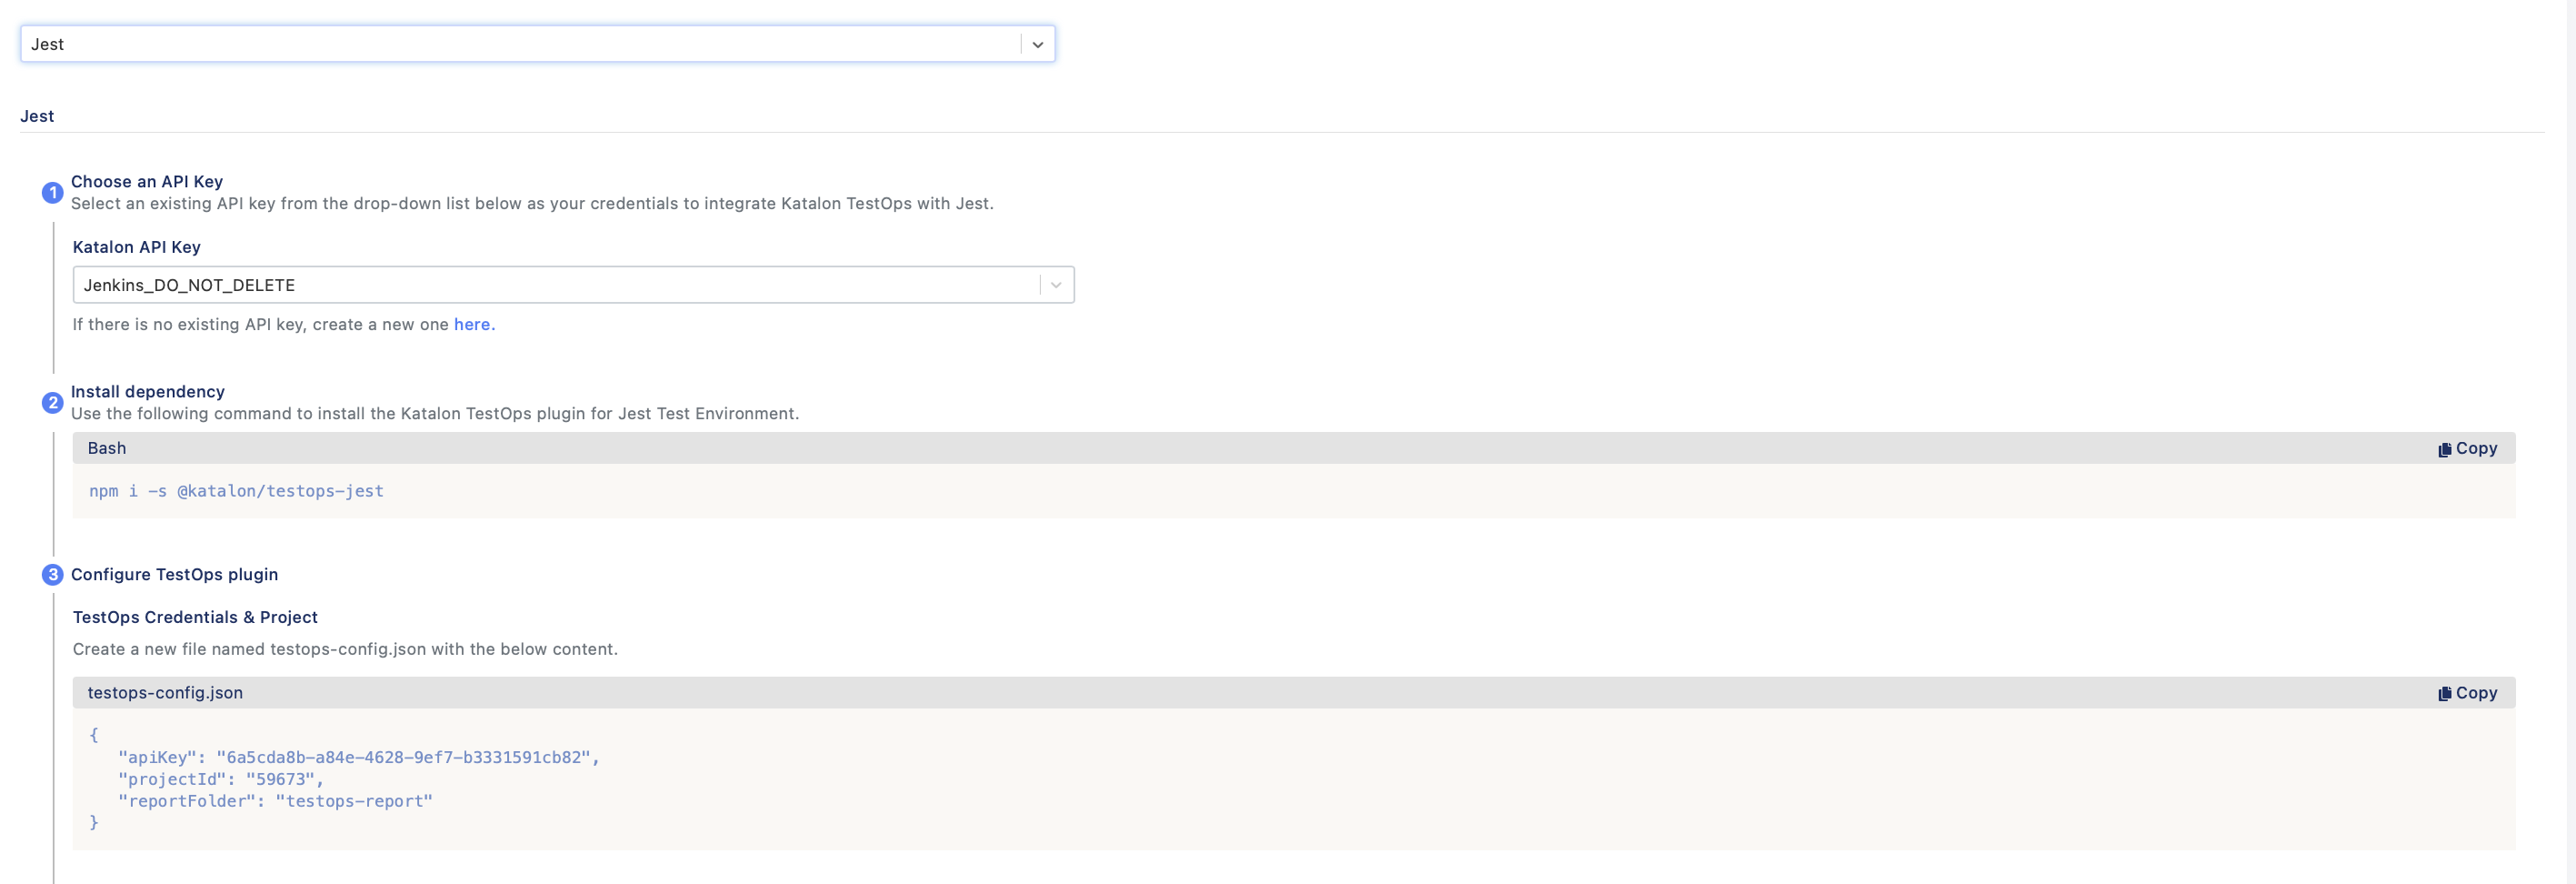 Jest
Jest
1 Choose an API Key
Select an existing API key from the drop-down list below as your credentials to integrate Katalon TestOps with Jest.
Katalon API Key
Jenkins_DO_NOT_DELETE
If there is no existing API key, create a new one here.
2 Install dependency
Use the following command to install the Katalon TestOps plugin for Jest Test Environment.
Bash Copy
npm i -s @katalon/testops-jest
3 Configure TestOps plugin
TestOps Credentials & Project
Create a new file named testops-config.json with the below content.
testops-config.json Copy
{
"apiKey": "6a5cda8b-a84e-4628-9ef7-b3331591cb82",
"projectId": "59673",
"reportFolder": "testops-report"
}